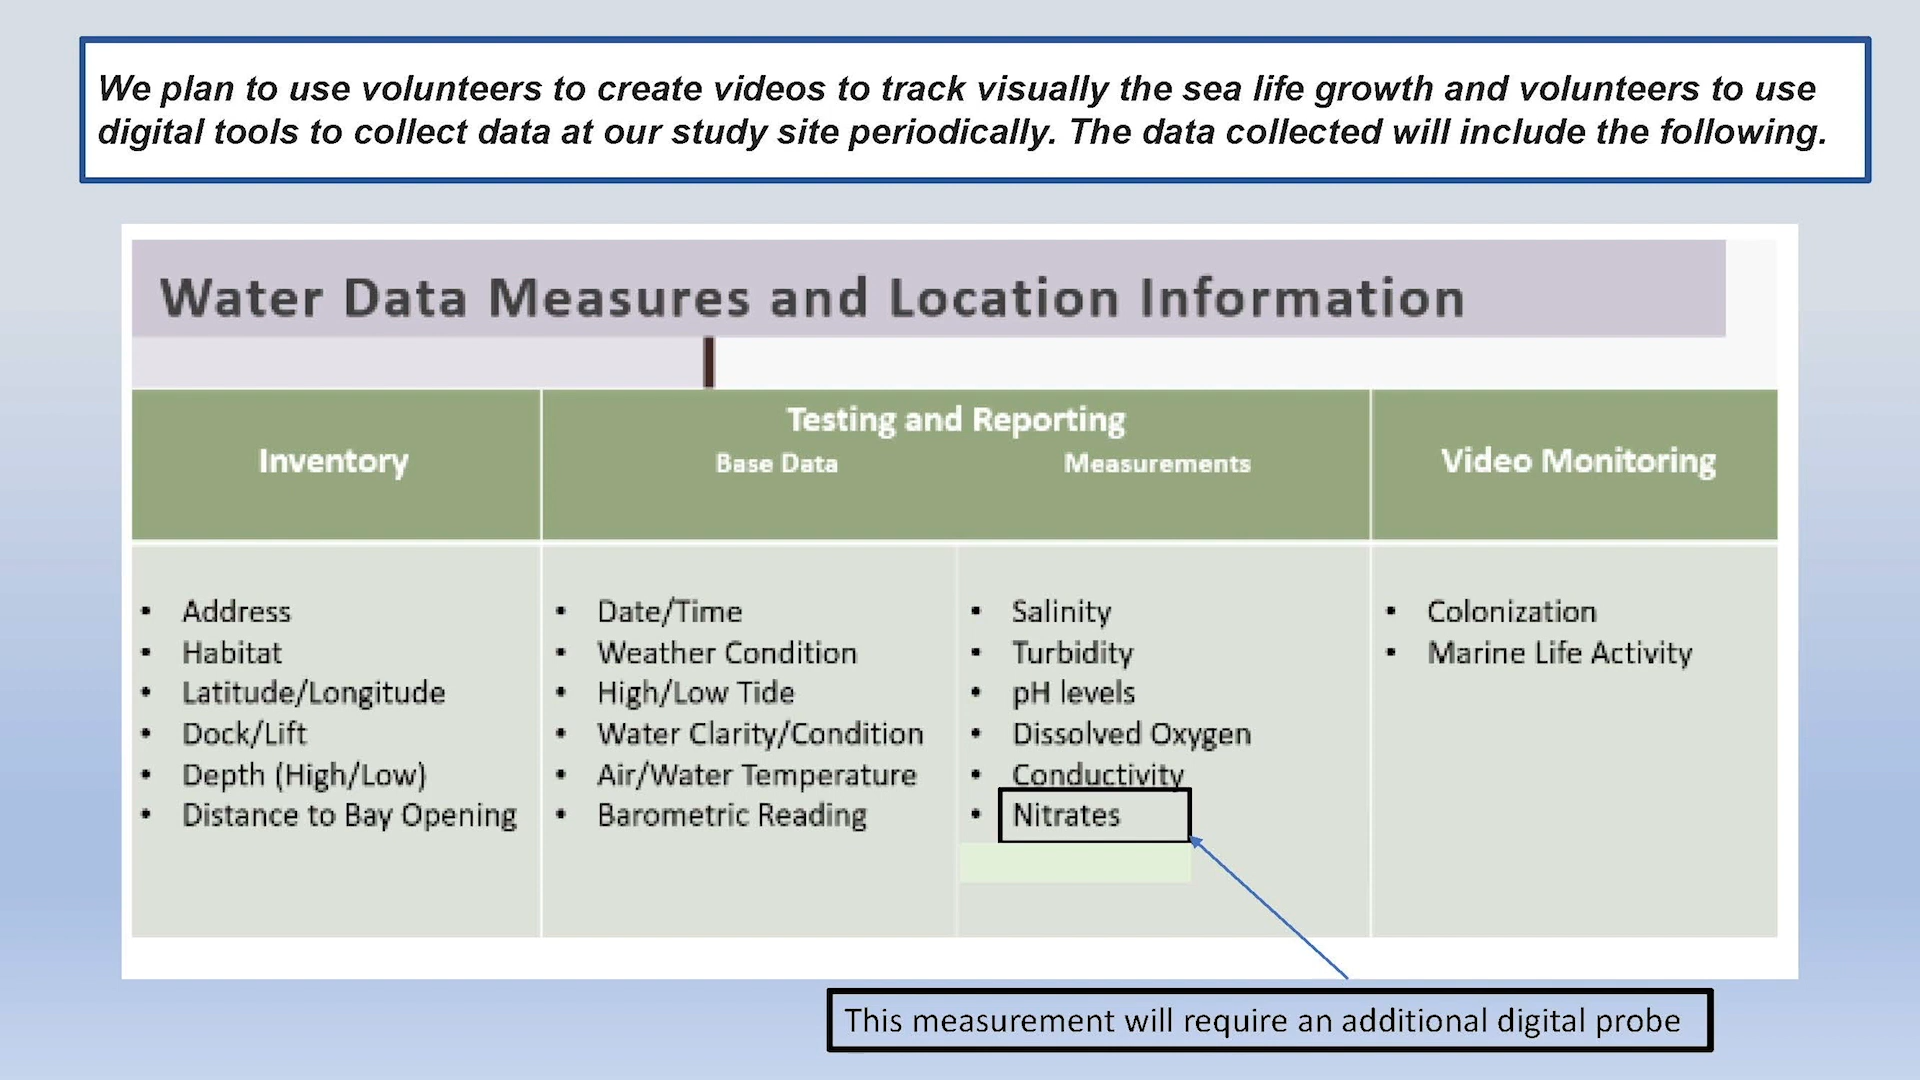 We plan to use volunteers to create videos to track visually the sea life growth and volunteers to use
digital tools to collect data at our study site periodically. The data collected will include the following.
Water Data Measures and Location Information
Inventory
Testing and Reporting
Base Data
Measurements
Video Monitoring
• Address
• Habitat
• Latitude/Longitude
• Dock/Lift
• Depth (High/Low)
• Distance to Bay Opening
• Date/Time
• Weather Condition
• High/Low Tide
• Water Clarity/Condition
• Air/Water Temperature
• Barometric Reading
• Salinity
• Turbidity
• pH levels
• Dissolved Oxygen
• Conductivity
• Nitrates
• Colonization
• Marine Life Activity
This measurement will require an additional digital probe